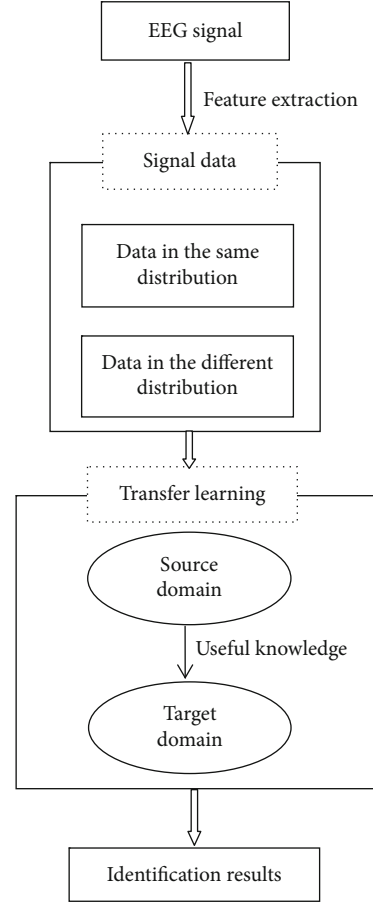 EEG signal
Feature extraction
Signal data
Data in the same
distribution
Data in the different
distribution
Transfer learning
Source
domain
Useful knowledge
Target
domain
Identification results